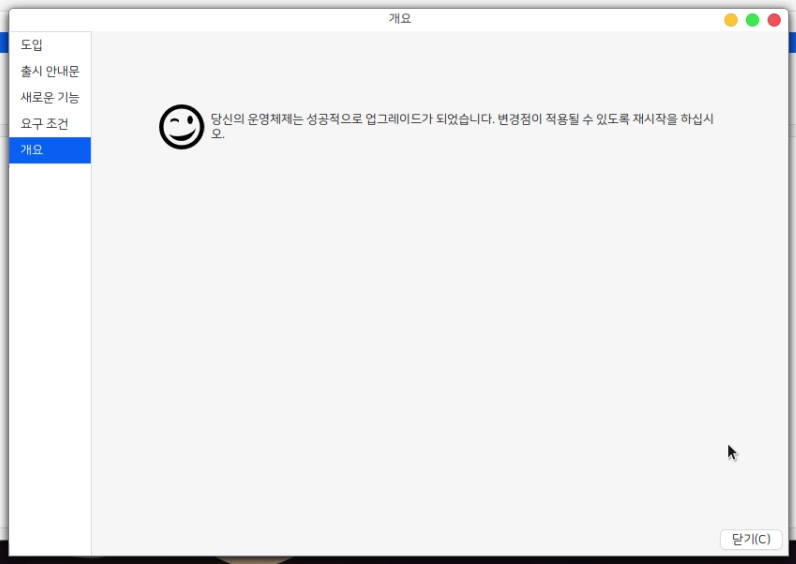 개요
도입
출시 안내문
새로운 기능
요구 조건
개요
당신의 운영체제는 성공적으로 업그레이드가 되었습니다. 변경점이 적용될 수 있도록 재시작을 하십시
오.
닫기(C)